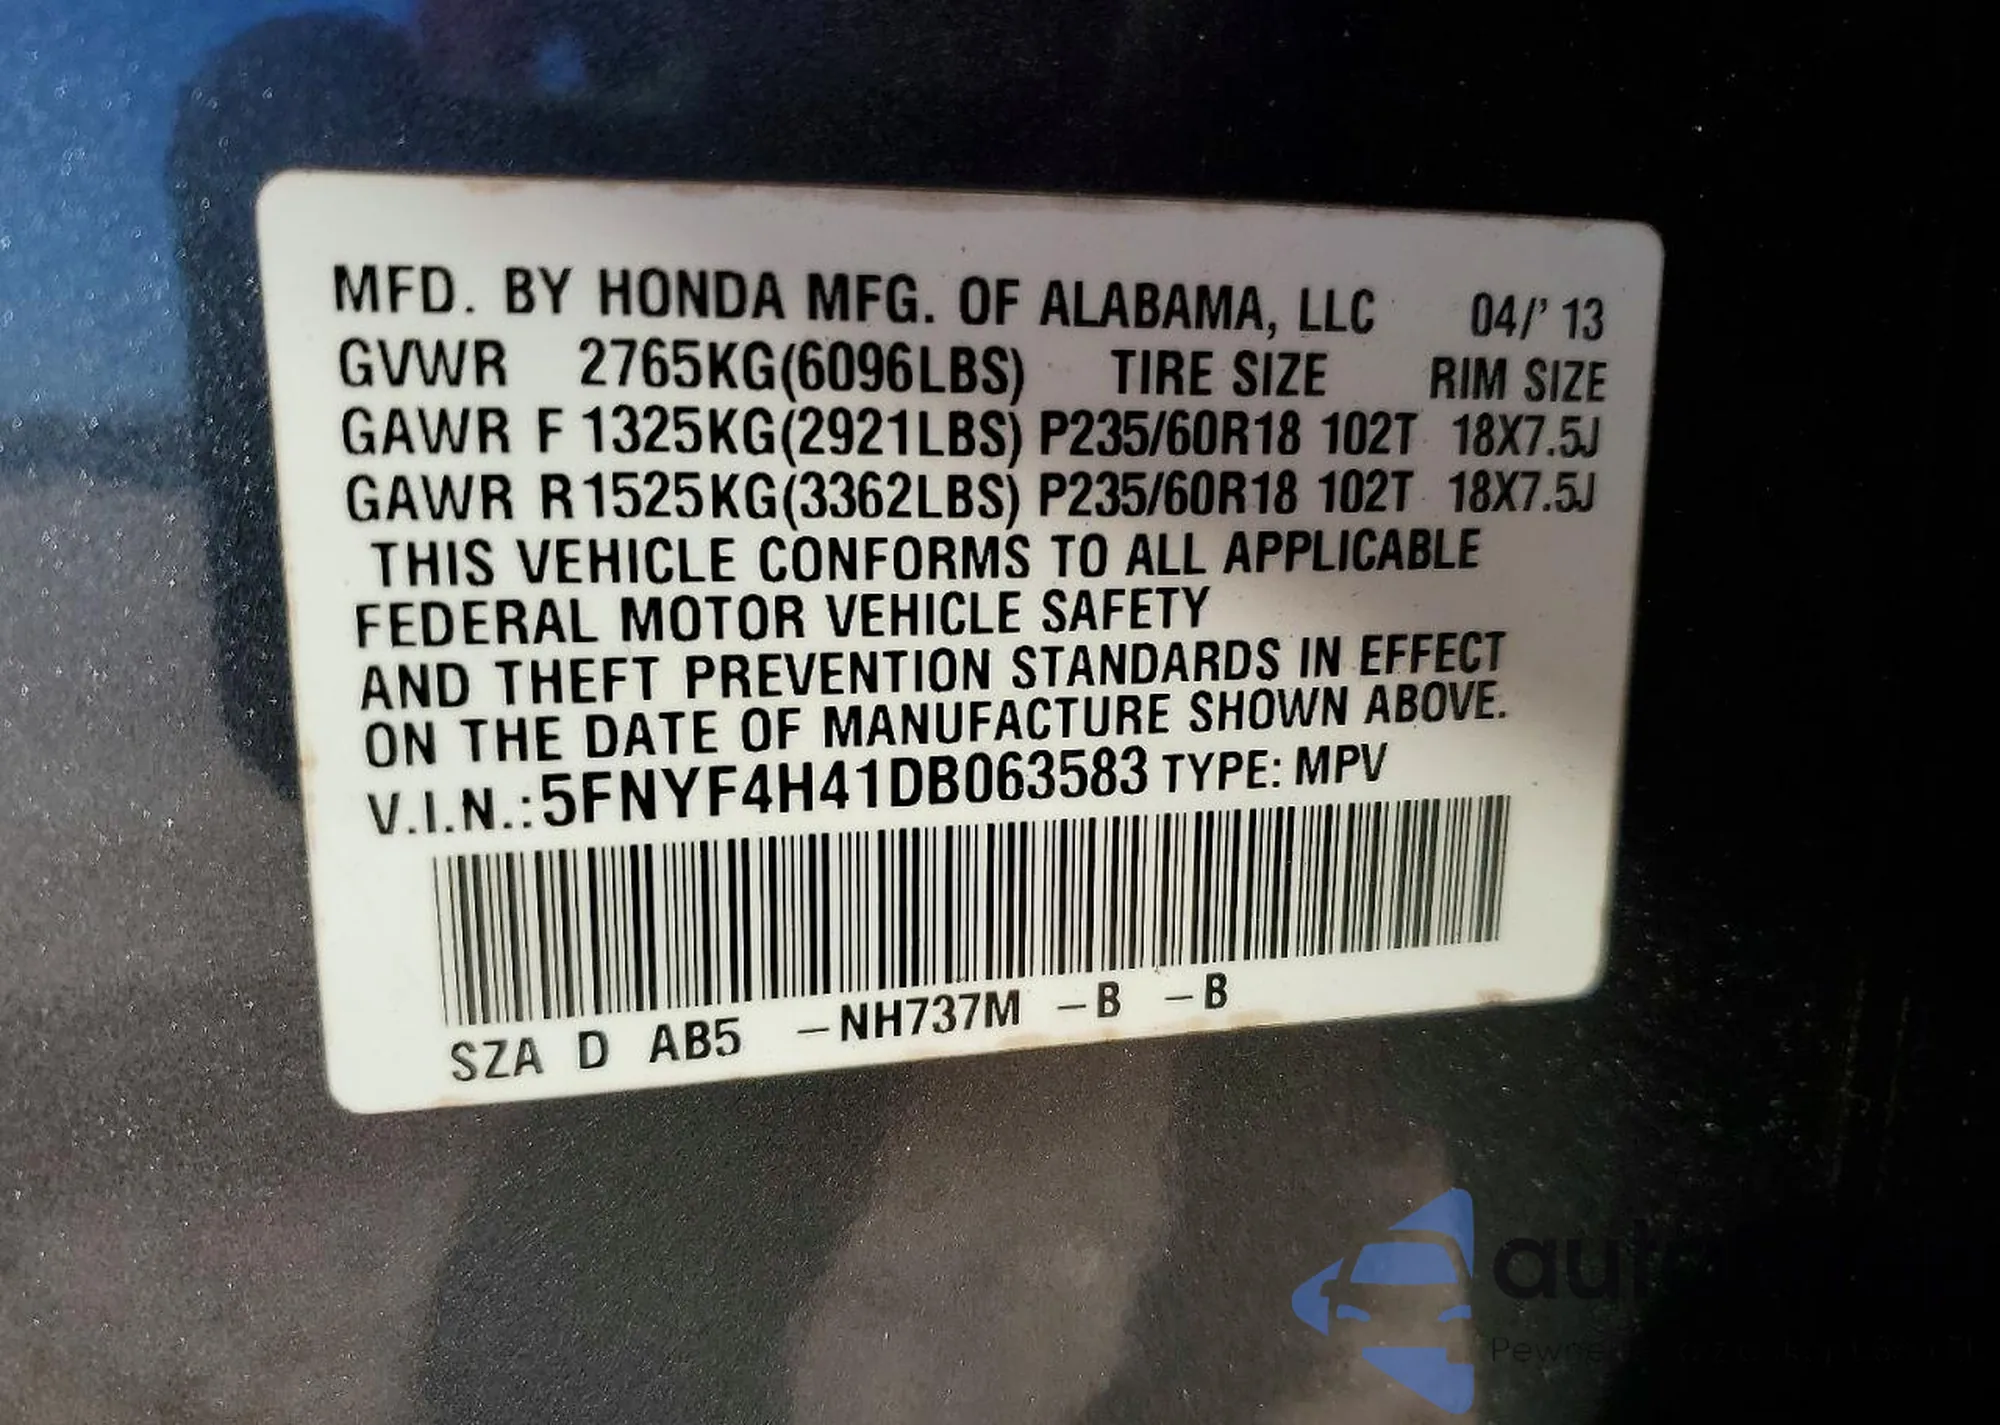 MFD. BY HONDA MFG. OF ALABAMA, LLC 04/' 13
GVWR 2765KG(6096LBS) TIRE SIZE RIM SIZE
GAWR F 1325KG(2921LBS) P235/60R18 102T 18X7.5J
GAWR R 1525KG(3362LBS) P235/60R18 102T 18X7.5J
THIS VEHICLE CONFORMS TO ALL APPLICABLE
FEDERAL MOTOR VEHICLE SAFETY
AND THEFT PREVENTION STANDARDS IN EFFECT
ON THE DATE OF MANUFACTURE SHOWN ABOVE.
V.I.N.:5FNYF4H41DB063583 TYPE: MPV
SZA D AB5 –NH737M –B –B